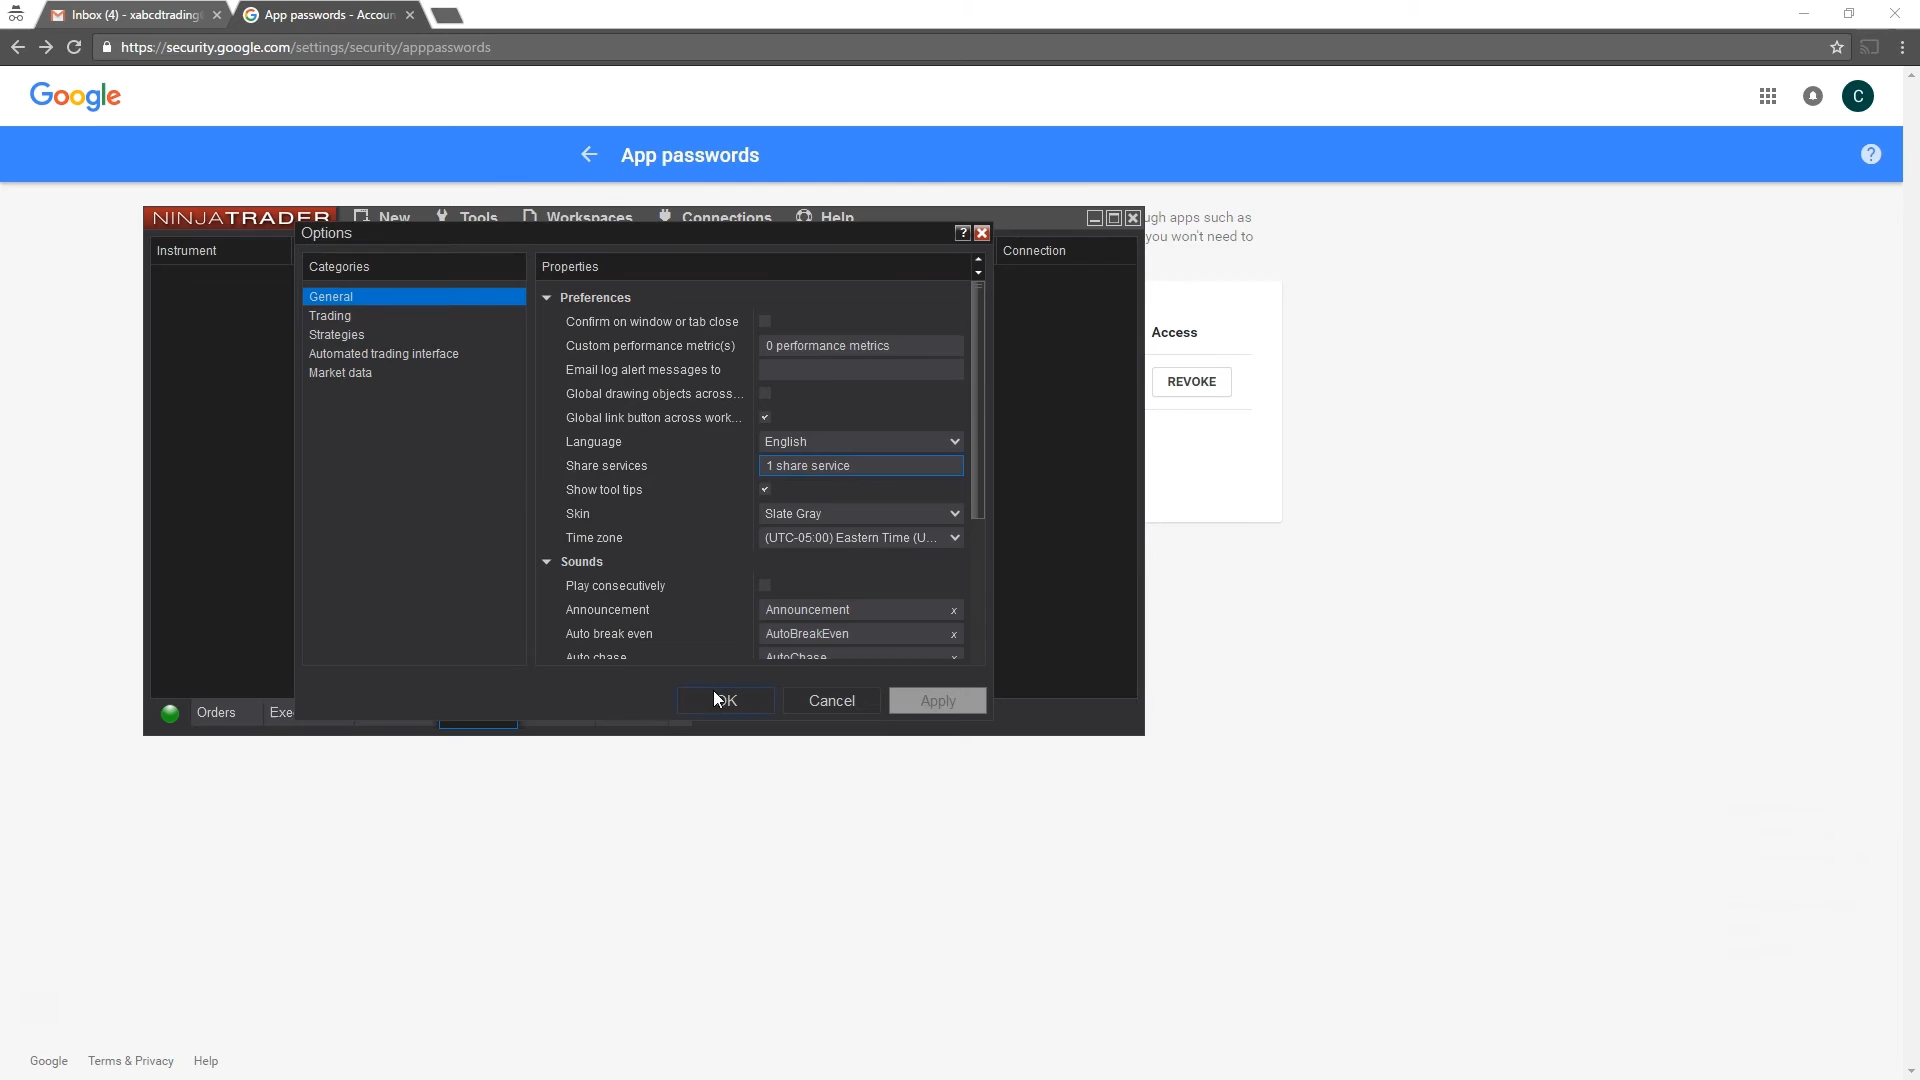 Inbox (4) - xabcdtrading
App passwords - Accoun
https://security.google.com/settings/security/apppasswords
Google
C
App passwords
?
NINJATRADER
New
Tools
Workspaces
Connections
Help
ugh apps such as
you won't need to
Options
?
Instrument
Connection
Categories
Properties
General
Trading
Strategies
Automated trading interface
Market data
Preferences
Confirm on window or tab close
Custom performance metric(s)
0 performance metrics
Email log alert messages to
Global drawing objects across...
Global link button across work...
Language
English
Share services
1 share service
Show tool tips
Skin
Slate Gray
Time zone
(UTC-05:00) Eastern Time (U...
Sounds
Play consecutively
Announcement
Announcement
x
Auto break even
AutoBreakEven
x
Auto chase
AutoChase
x
Access
REVOKE
OK
Cancel
Apply
Orders
Exe
Google
Terms & Privacy
Help